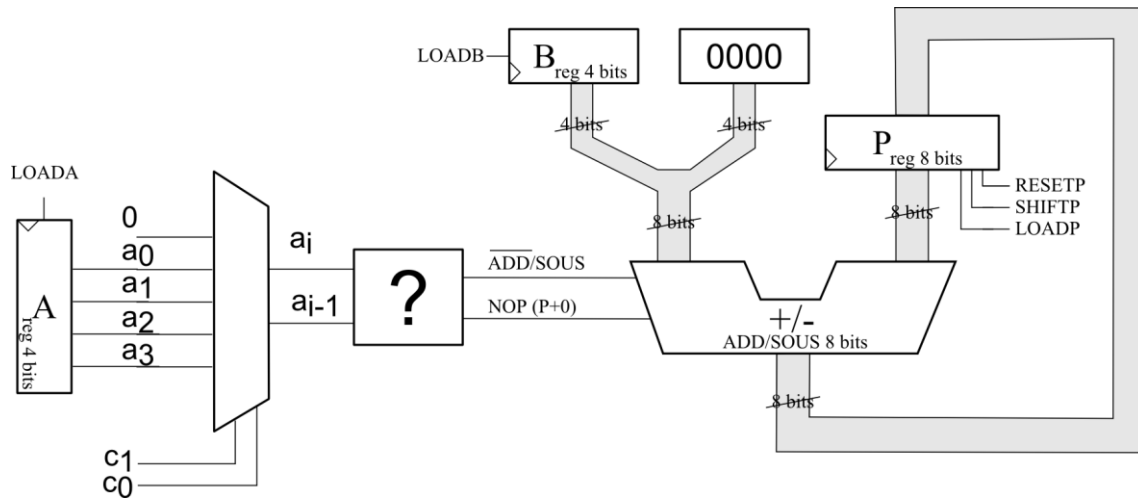 LOADB
B
reg 4 bits
0000
4 bits
4 bits
P
reg 8 bits
RESETP
SHIFTP
LOADP
8 bits
8 bits
LOADA
A
reg 4 bits
0
a0
a1
a2
a3
ai
ai-1
?
A̅D̅D̅/SOUS
NOP (P+0)
+/-
ADD/SOUS 8 bits
8 bits
c1
c0